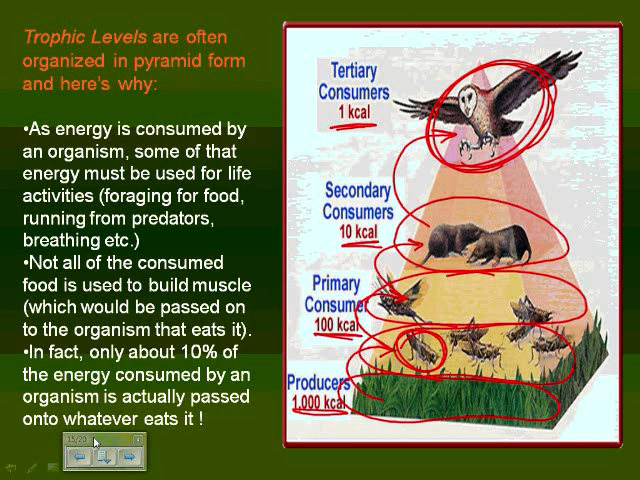 Trophic Levels are often
organized in pyramid form
and here's why:
•As energy is consumed by
an organism, some of that
energy must be used for life
activities (foraging for food,
running from predators,
breathing etc.)
•Not all of the consumed
food is used to build muscle
(which would be passed on
to the organism that eats it).
•In fact, only about 10% of
the energy consumed by an
organism is actually passed
onto whatever eats it !
Tertiary
Consumers
1 kcal
Secondary
Consumers
10 kcal
Primary
Consumer
100 kcal
Producers
1,000 kcal